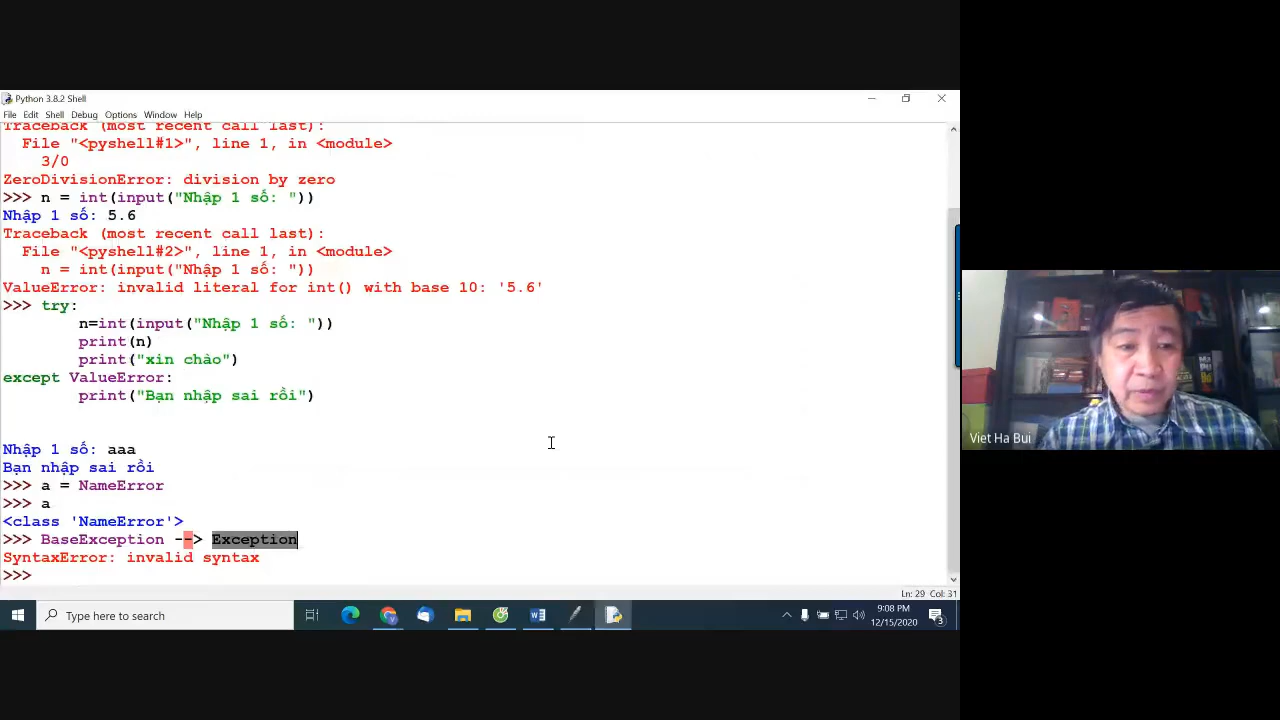 Python 3.8.2 Shell
File Edit Shell Debug Options Window Help
Traceback (most recent call last):
File "<pyshell#1>", line 1, in <module>
3/0
ZeroDivisionError: division by zero
>>> n = int(input("Nhập 1 số: "))
Nhập 1 số: 5.6
Traceback (most recent call last):
File "<pyshell#2>", line 1, in <module>
n = int(input("Nhập 1 số: "))
ValueError: invalid literal for int() with base 10: '5.6'
>>> try:
n=int(input("Nhập 1 số: "))
print(n)
print("xin chào")
except ValueError:
print("Bạn nhập sai rồi")
Nhập 1 số: aaa
Bạn nhập sai rồi
>>> a = NameError
>>> a
<class 'NameError'>
>>> BaseException --> Exception
SyntaxError: invalid syntax
>>>
Ln: 29 Col: 31
Viet Ha Bui
Type here to search
9:08 PM
12/15/2020
3